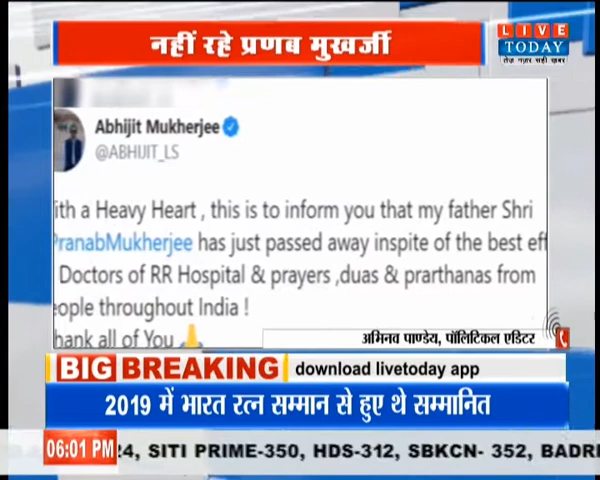 नहीं रहे प्रणब मुखर्जी
LIVE
TODAY
तेज़ नज़र सही ख़बर
Abhijit Mukherjee
@ABHIJIT_LS
ith a Heavy Heart , this is to inform you that my father Shri
PranabMukherjee has just passed away inspite of the best eff
Doctors of RR Hospital & prayers ,duas & prarthanas from
eople throughout India !
hank all of You 🙏
अभिनव पाण्डेय, पॉलिटिकल एडिटर
BIG BREAKING download livetoday app
2019 में भारत रत्न सम्मान से हुए थे सम्मानित
06:01 PM 24, SITI PRIME-350, HDS-312, SBKCN- 352, BADRI